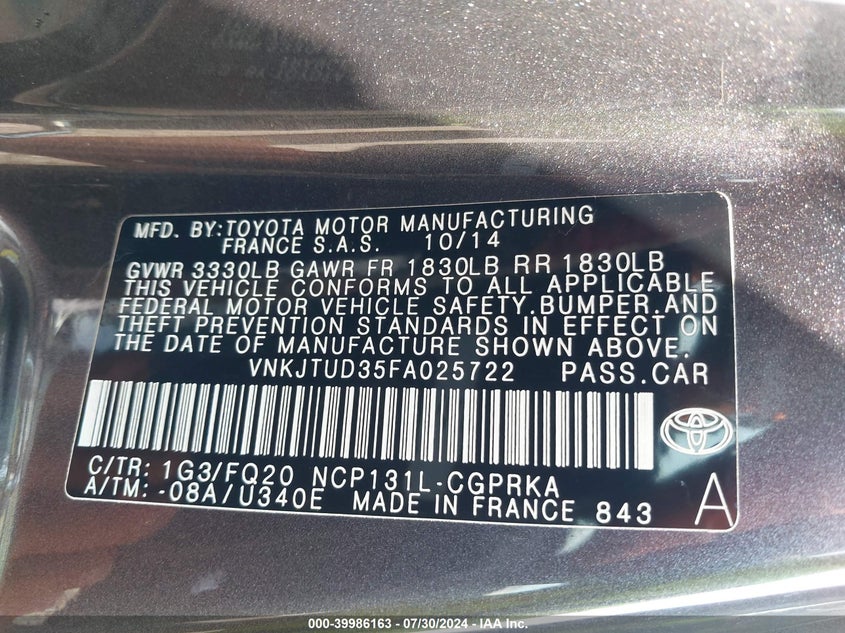 MFD. BY:TOYOTA MOTOR MANUFACTURING
FRANCE S.A.S. 10/14
GVWR 3330LB GAWR FR 1830LB RR 1830LB
THIS VEHICLE CONFORMS TO ALL APPLICABLE
FEDERAL MOTOR VEHICLE SAFETY,BUMPER,AND
THEFT PREVENTION STANDARDS IN EFFECT ON
THE DATE OF MANUFACTURE SHOWN ABOVE.
VNKJTUD35FA025722 PASS.CAR
C/TR: 1G3/FQ20 NCP131L-CGPRKA
A/TM: -08A/U340E MADE IN FRANCE 843 A
000-39986163 - 07/30/2024 - IAA Inc.